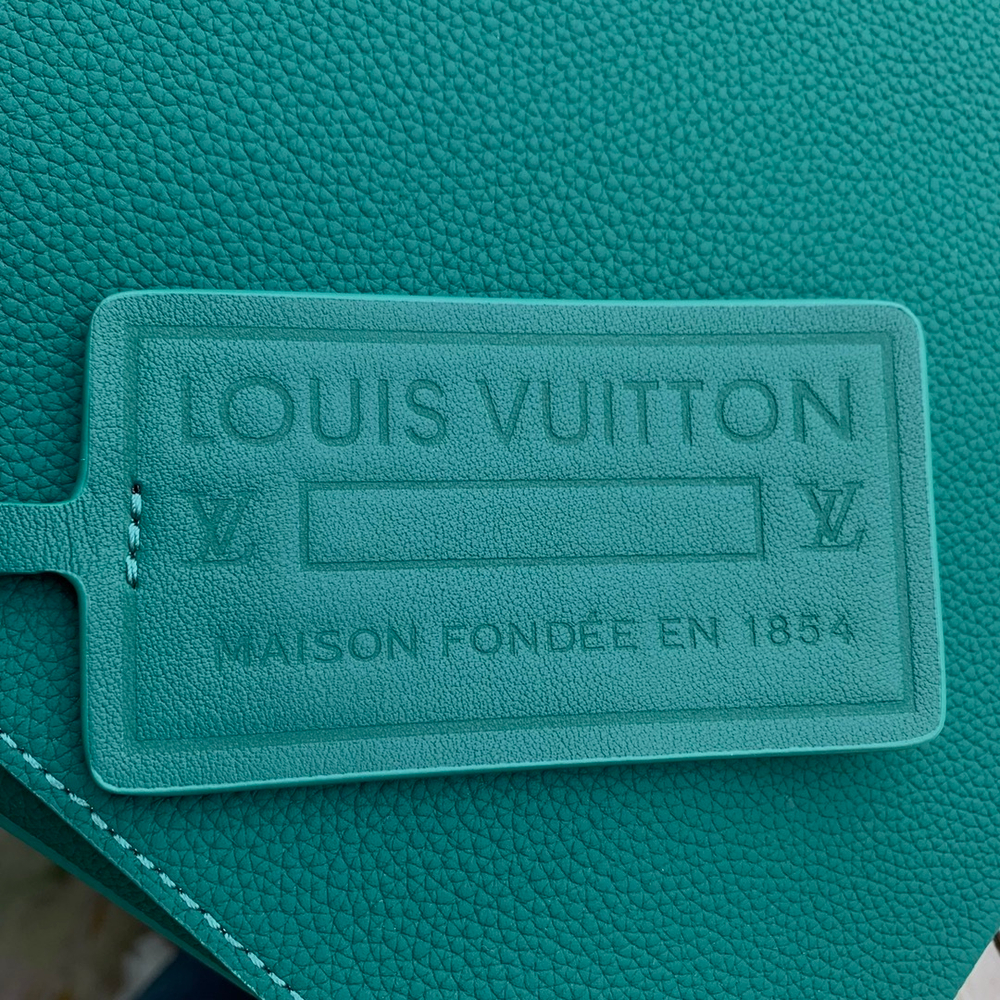 LOUIS VUITTON
LV LV
MAISON FONDÉE EN 1854